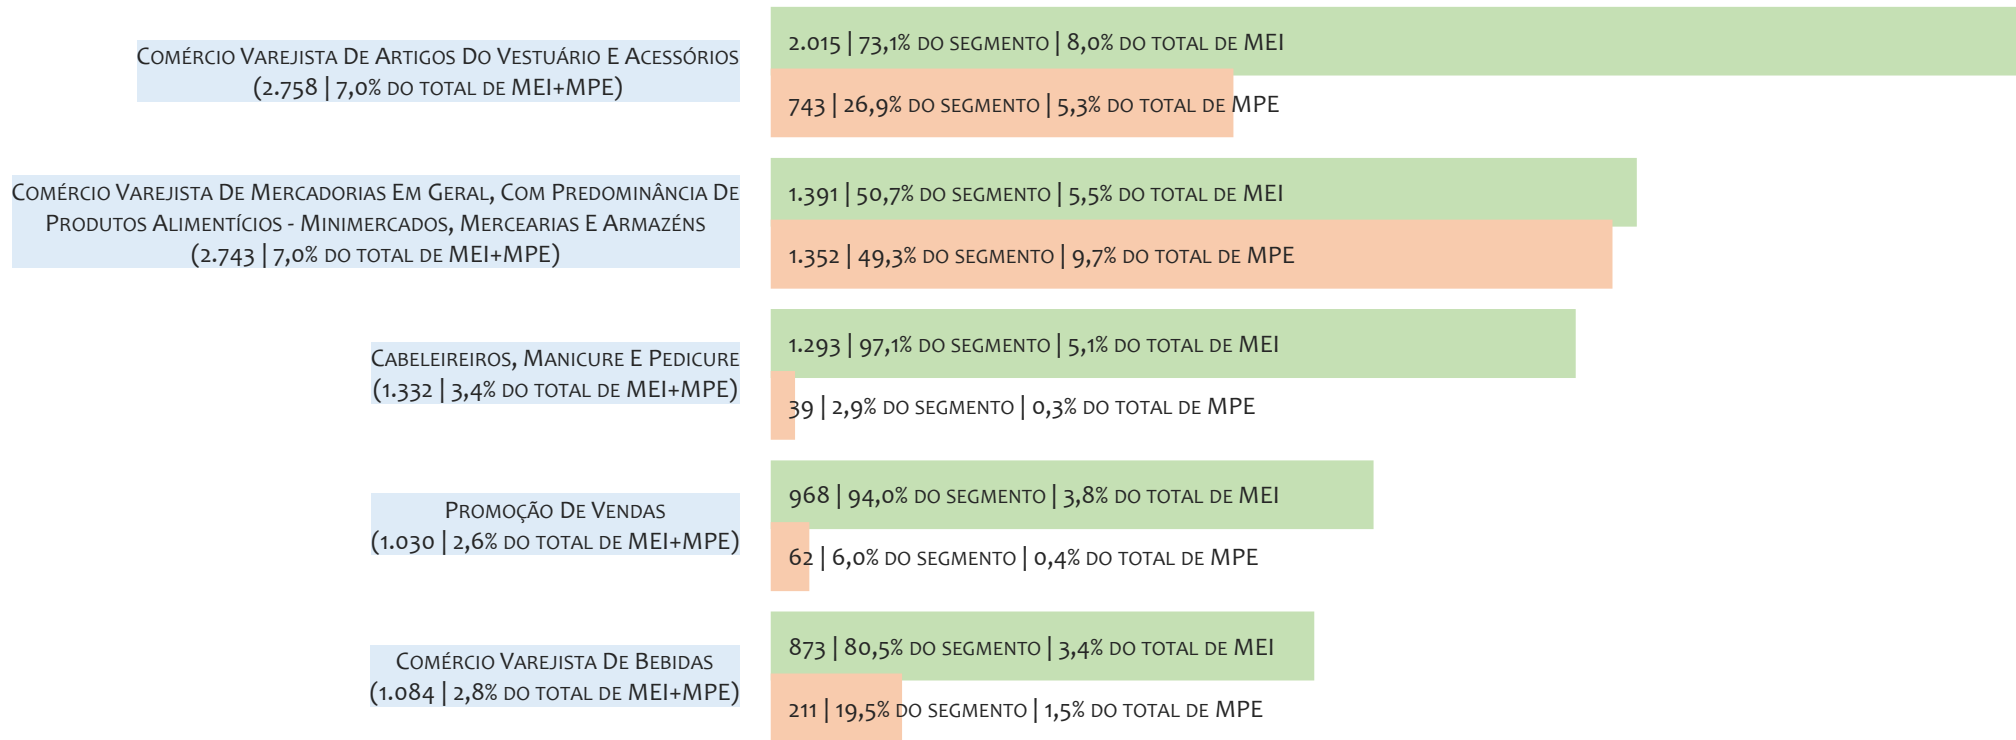 Comércio Varejista De Artigos Do Vestuário E Acessórios
(2.758 | 7,0% do total de MEI+MPE)
2.015 | 73,1% do segmento | 8,0% do total de MEI
743 | 26,9% do segmento | 5,3% do total de MPE
Comércio Varejista De Mercadorias Em Geral, Com Predominância De
Produtos Alimentícios - Minimercados, Mercearias E Armazéns
(2.743 | 7,0% do total de MEI+MPE)
1.391 | 50,7% do segmento | 5,5% do total de MEI
1.352 | 49,3% do segmento | 9,7% do total de MPE
Cabeleireiros, Manicure E Pedicure
(1.332 | 3,4% do total de MEI+MPE)
1.293 | 97,1% do segmento | 5,1% do total de MEI
39 | 2,9% do segmento | 0,3% do total de MPE
Promoção De Vendas
(1.030 | 2,6% do total de MEI+MPE)
968 | 94,0% do segmento | 3,8% do total de MEI
62 | 6,0% do segmento | 0,4% do total de MPE
Comércio Varejista De Bebidas
(1.084 | 2,8% do total de MEI+MPE)
873 | 80,5% do segmento | 3,4% do total de MEI
211 | 19,5% do segmento | 1,5% do total de MPE